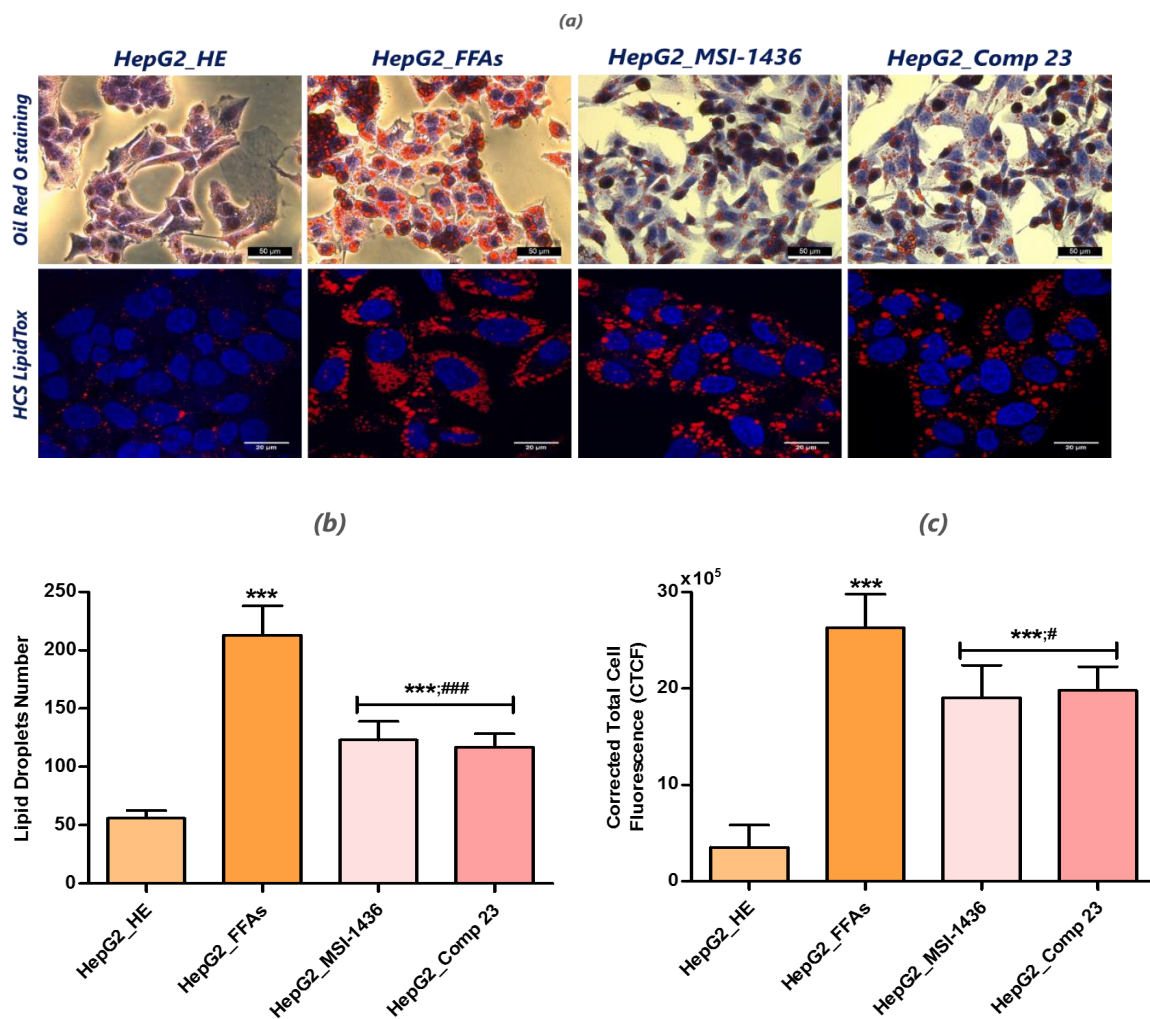 (a)
HepG2_HE
HepG2_FFAs
HepG2_MSI-1436
HepG2_Comp 23
Oil Red O staining
50 µm
50 µm
50 µm
50 µm
HCS LipidTox
20 µm
20 µm
20 µm
20 µm
(b)
Lipid Droplets Number
250
200
150
100
50
0
***
***;###
HepG2_HE
HepG2_FFAs
HepG2_MSI-1436
HepG2_Comp 23
(c)
Corrected Total Cell
Fluorescence (CTCF)
x10⁵
30
20
10
0
***
***;#
HepG2_HE
HepG2_FFAs
HepG2_MSI-1436
HepG2_Comp 23